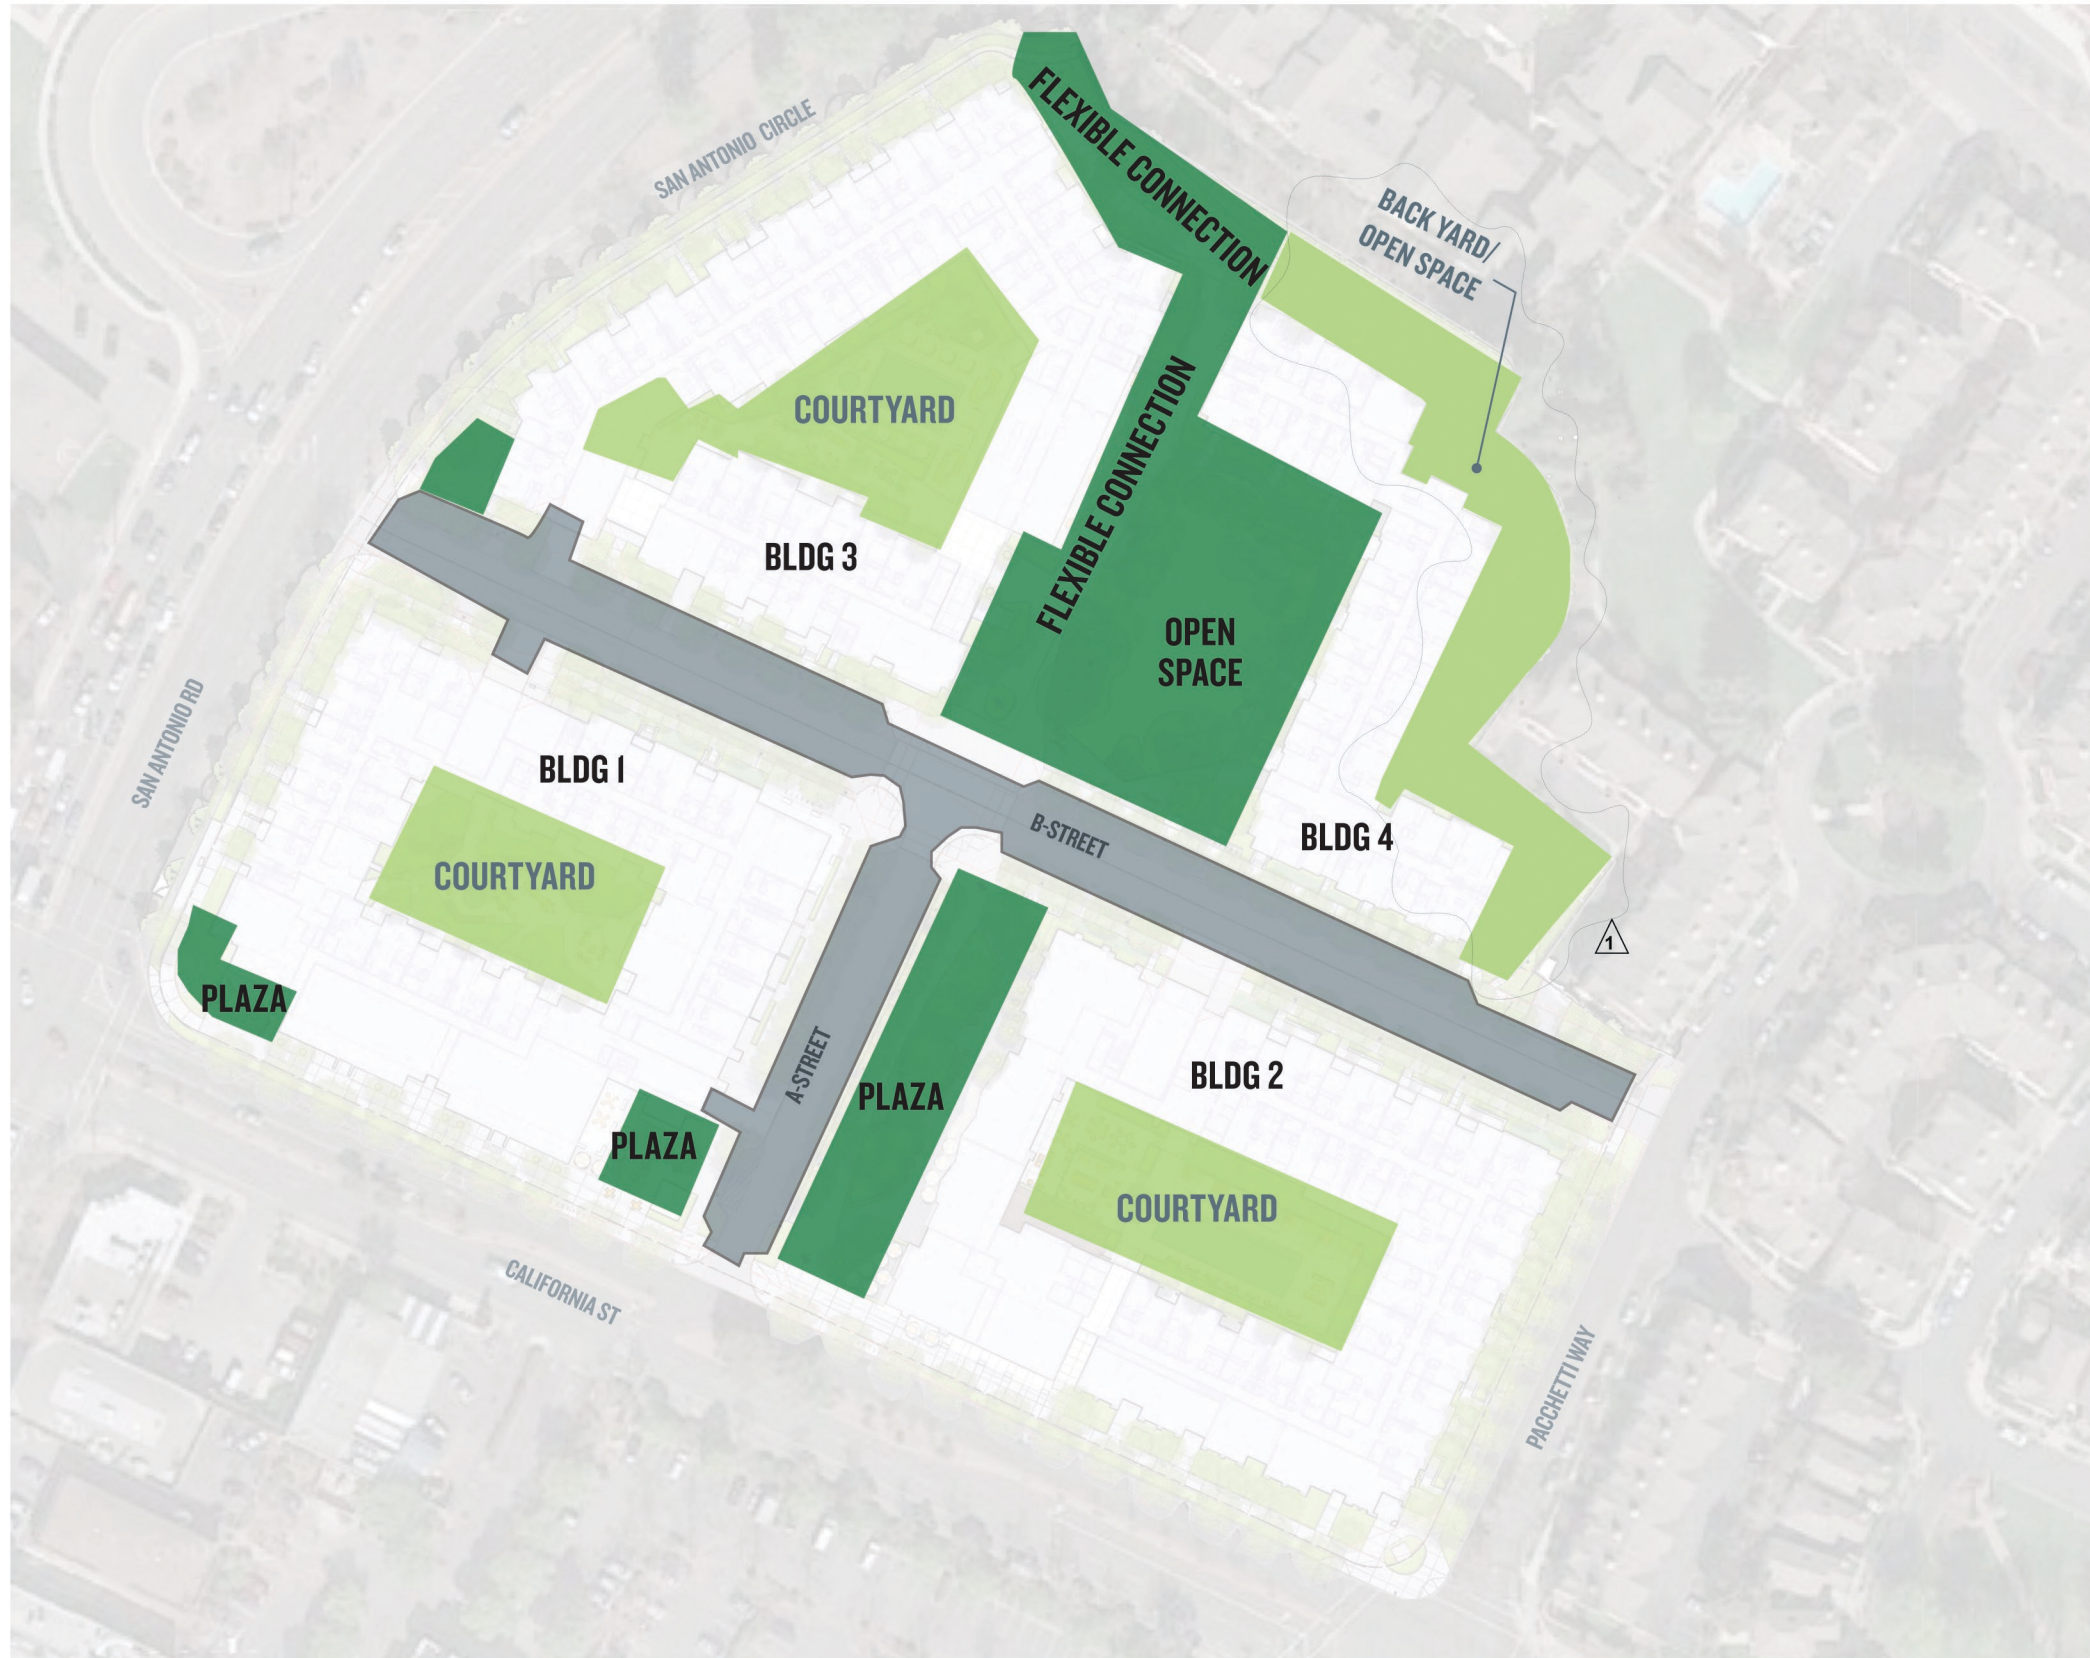 FLEXIBLE CONNECTION
SAN ANTONIO CIRCLE
BACK YARD/
OPEN SPACE
COURTYARD
FLEXIBLE CONNECTION
BLDG 3
OPEN
SPACE
SAN ANTONIO RD
BLDG 1
B-STREET
BLDG 4
COURTYARD
1
PLAZA
A-STREET
PLAZA
BLDG 2
PLAZA
COURTYARD
CALIFORNIA ST
PACCHETTI WAY